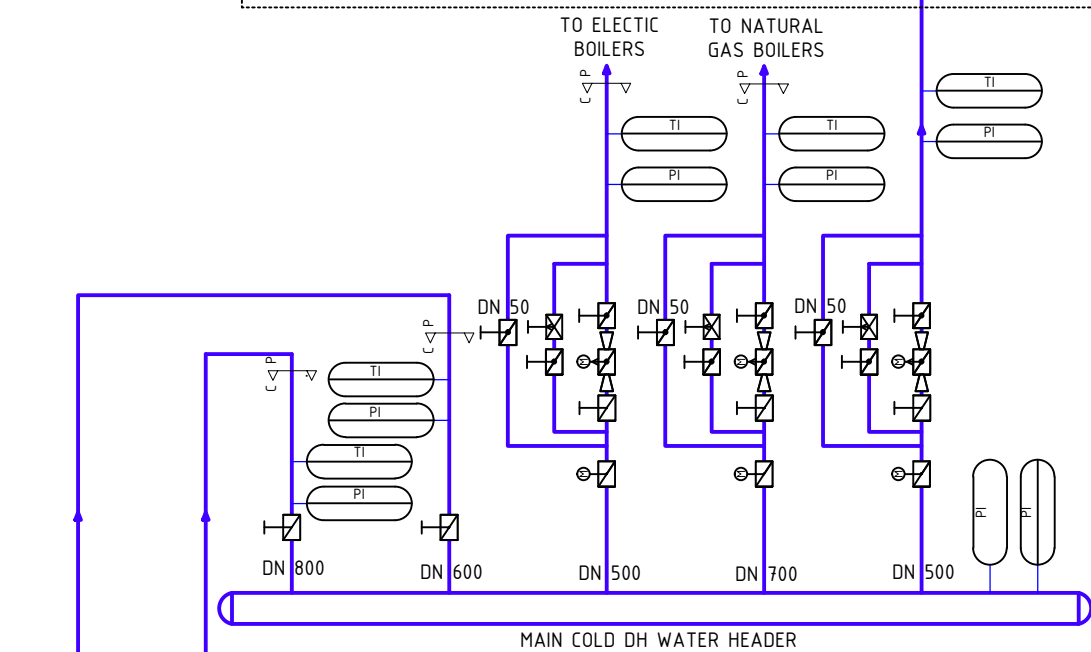 TO ELECTIC
BOILERS
TO NATURAL
GAS BOILERS
C P
C P
TI
TI
TI
PI
PI
PI
DN 50
DN 50
DN 50
C P
C P
M
M
M
TI
PI
TI
PI
M
M
M
PI
PI
DN 800
DN 600
DN 500
DN 700
DN 500
MAIN COLD DH WATER HEADER